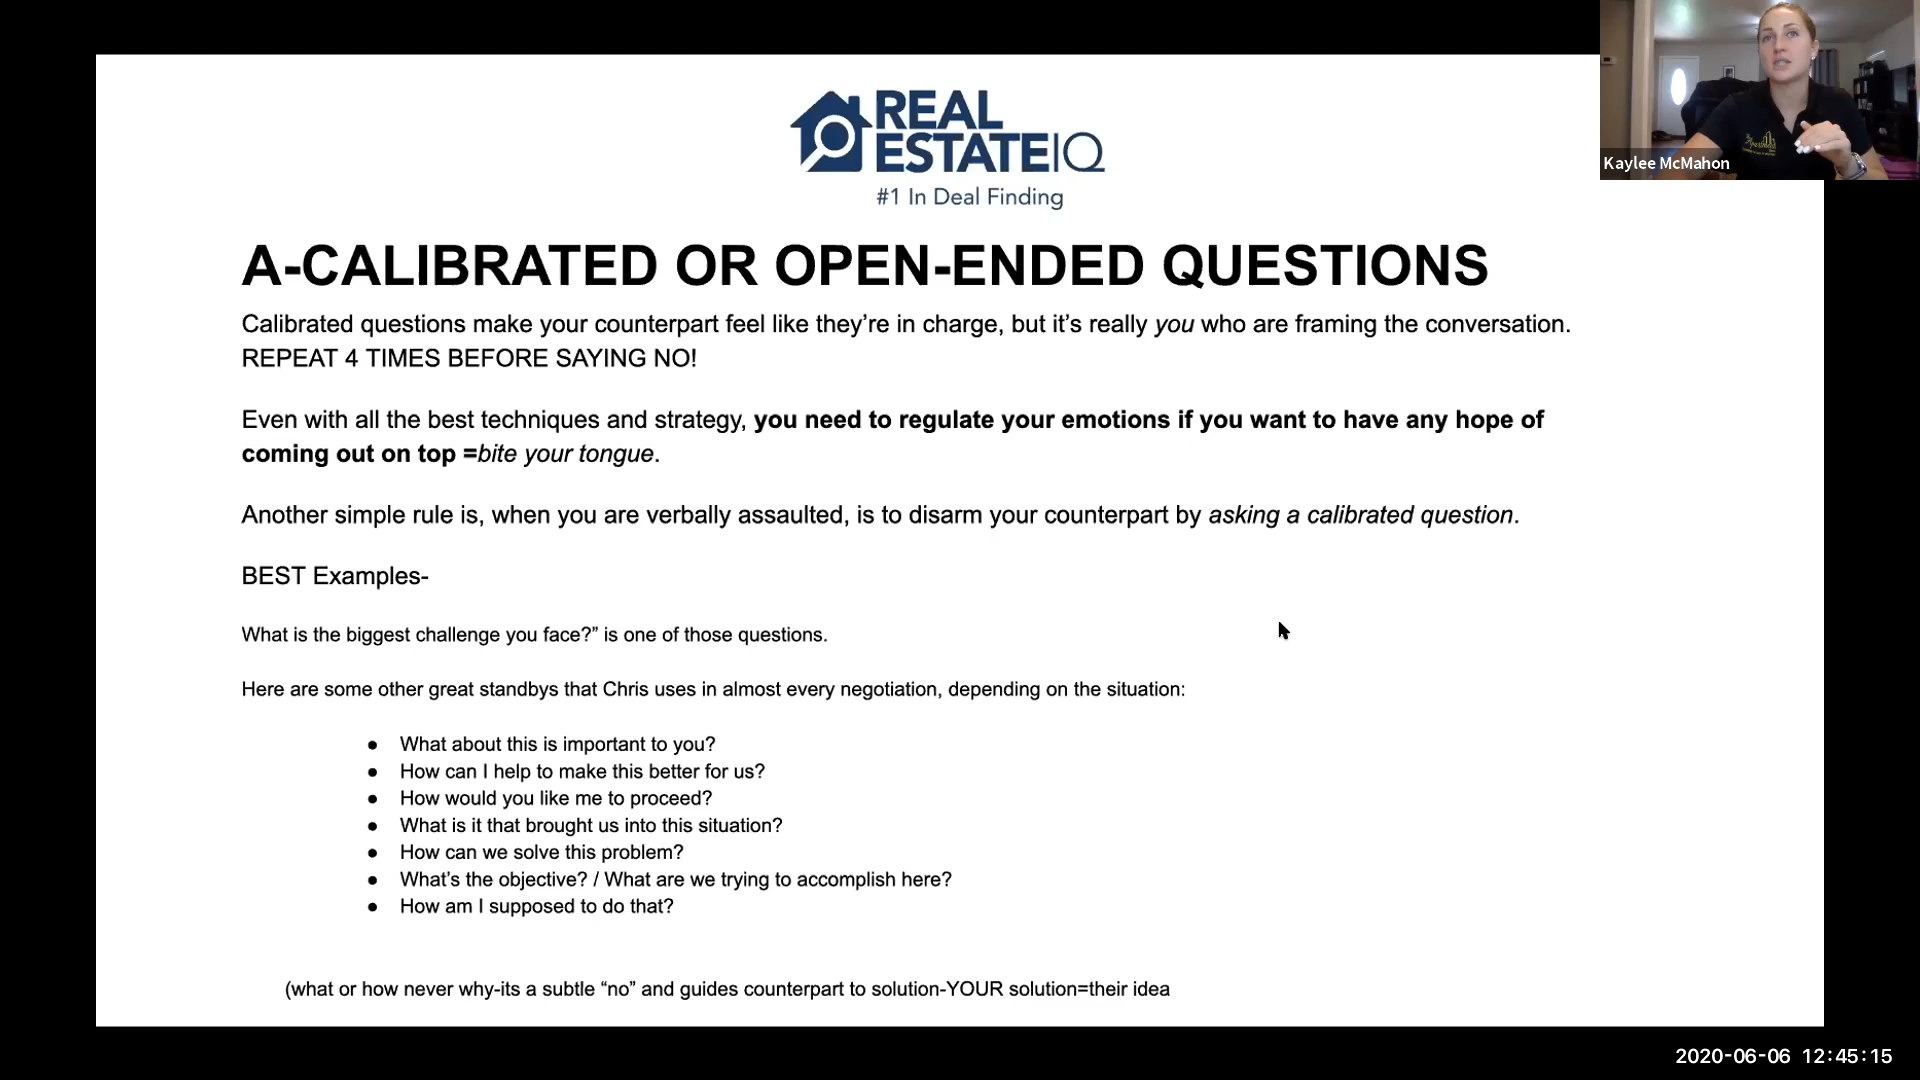 REAL
ESTATEIQ
#1 In Deal Finding
Kaylee McMahon
A-CALIBRATED OR OPEN-ENDED QUESTIONS
Calibrated questions make your counterpart feel like they’re in charge, but it’s really you who are framing the conversation.
REPEAT 4 TIMES BEFORE SAYING NO!
Even with all the best techniques and strategy, you need to regulate your emotions if you want to have any hope of
coming out on top =bite your tongue.
Another simple rule is, when you are verbally assaulted, is to disarm your counterpart by asking a calibrated question.
BEST Examples-
What is the biggest challenge you face?” is one of those questions.
Here are some other great standbys that Chris uses in almost every negotiation, depending on the situation:
● What about this is important to you?
● How can I help to make this better for us?
● How would you like me to proceed?
● What is it that brought us into this situation?
● How can we solve this problem?
● What’s the objective? / What are we trying to accomplish here?
● How am I supposed to do that?
(what or how never why-its a subtle “no” and guides counterpart to solution-YOUR solution=their idea
2020-06-06 12:45:15